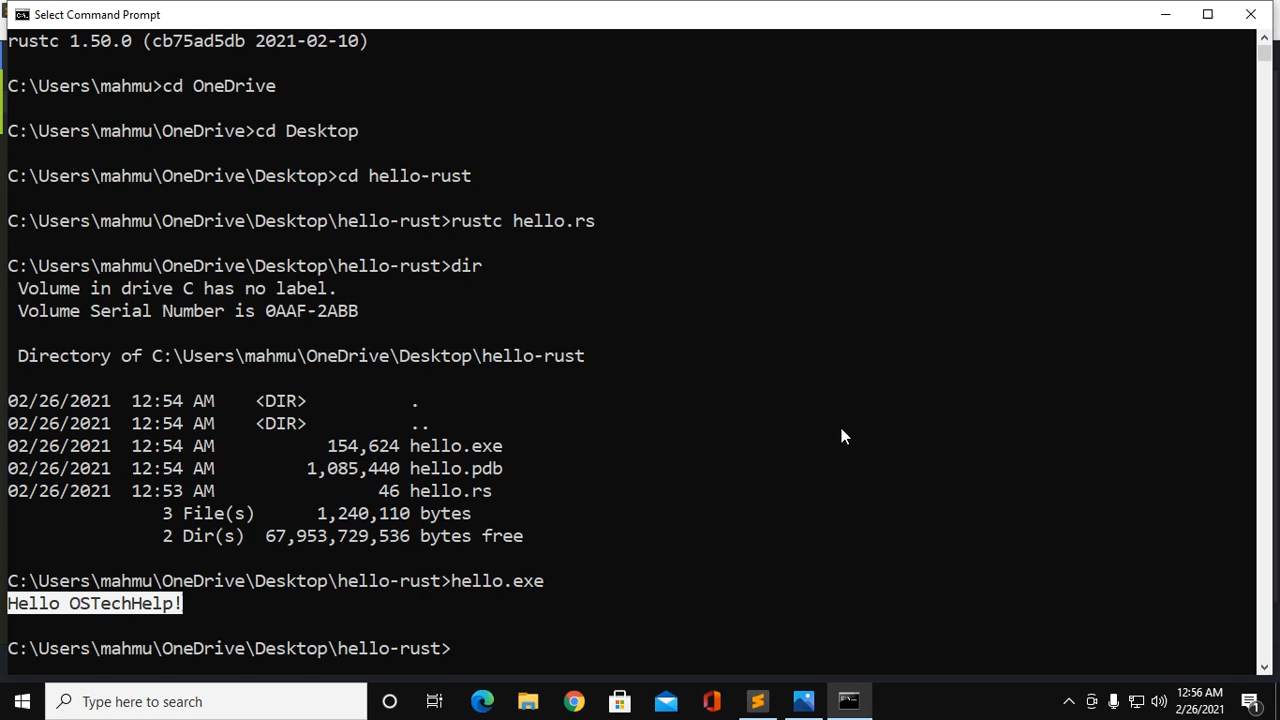 Select Command Prompt
rustc 1.50.0 (cb75ad5db 2021-02-10)
C:\Users\mahmu>cd OneDrive
C:\Users\mahmu\OneDrive>cd Desktop
C:\Users\mahmu\OneDrive\Desktop>cd hello-rust
C:\Users\mahmu\OneDrive\Desktop\hello-rust>rustc hello.rs
C:\Users\mahmu\OneDrive\Desktop\hello-rust>dir
Volume in drive C has no label.
Volume Serial Number is 0AAF-2ABB
Directory of C:\Users\mahmu\OneDrive\Desktop\hello-rust
02/26/2021  12:54 AM    <DIR>          .
02/26/2021  12:54 AM    <DIR>          ..
02/26/2021  12:54 AM           154,624 hello.exe
02/26/2021  12:54 AM         1,085,440 hello.pdb
02/26/2021  12:53 AM                46 hello.rs
3 File(s)      1,240,110 bytes
2 Dir(s)  67,953,729,536 bytes free
C:\Users\mahmu\OneDrive\Desktop\hello-rust>hello.exe
Hello OSTechHelp!
C:\Users\mahmu\OneDrive\Desktop\hello-rust>
Type here to search
12:56 AM
2/26/2021
1